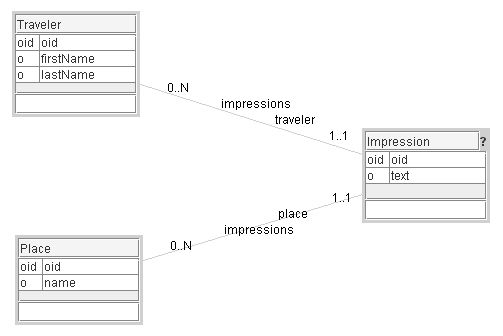 Traveler
oid oid
o firstName
o lastName
0..N
impressions
traveler
1..1
Impression ?
oid oid
o text
1..1
place
impressions
0..N
Place
oid oid
o name